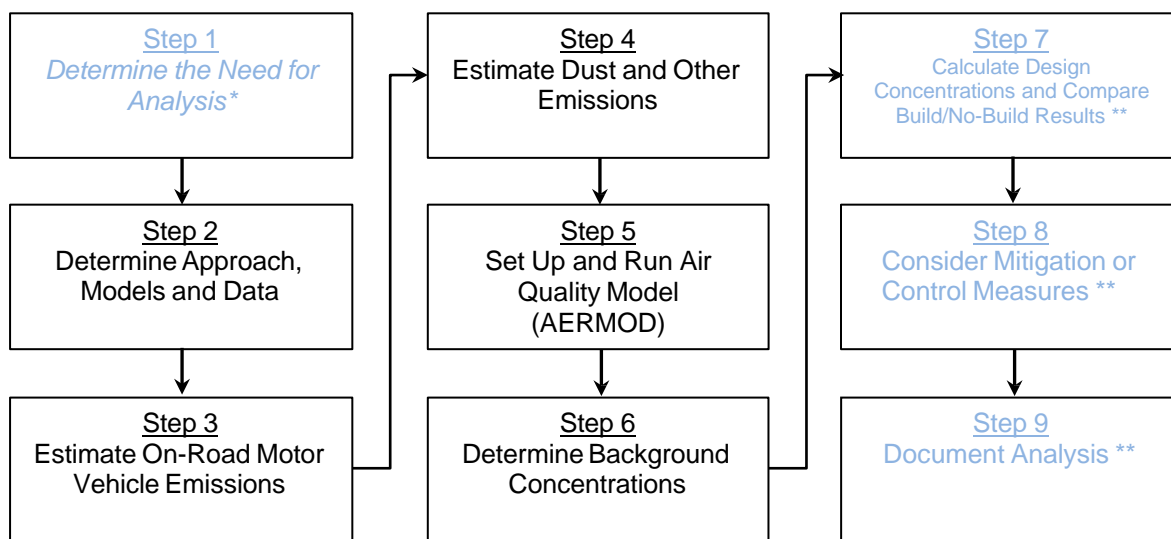 Step 1
Determine the Need for
Analysis*
Step 2
Determine Approach,
Models and Data
Step 3
Estimate On-Road Motor
Vehicle Emissions
Step 4
Estimate Dust and Other
Emissions
Step 5
Set Up and Run Air
Quality Model
(AERMOD)
Step 6
Determine Background
Concentrations
Step 7
Calculate Design
Concentrations and Compare
Build/No-Build Results **
Step 8
Consider Mitigation or
Control Measures **
Step 9
Document Analysis **